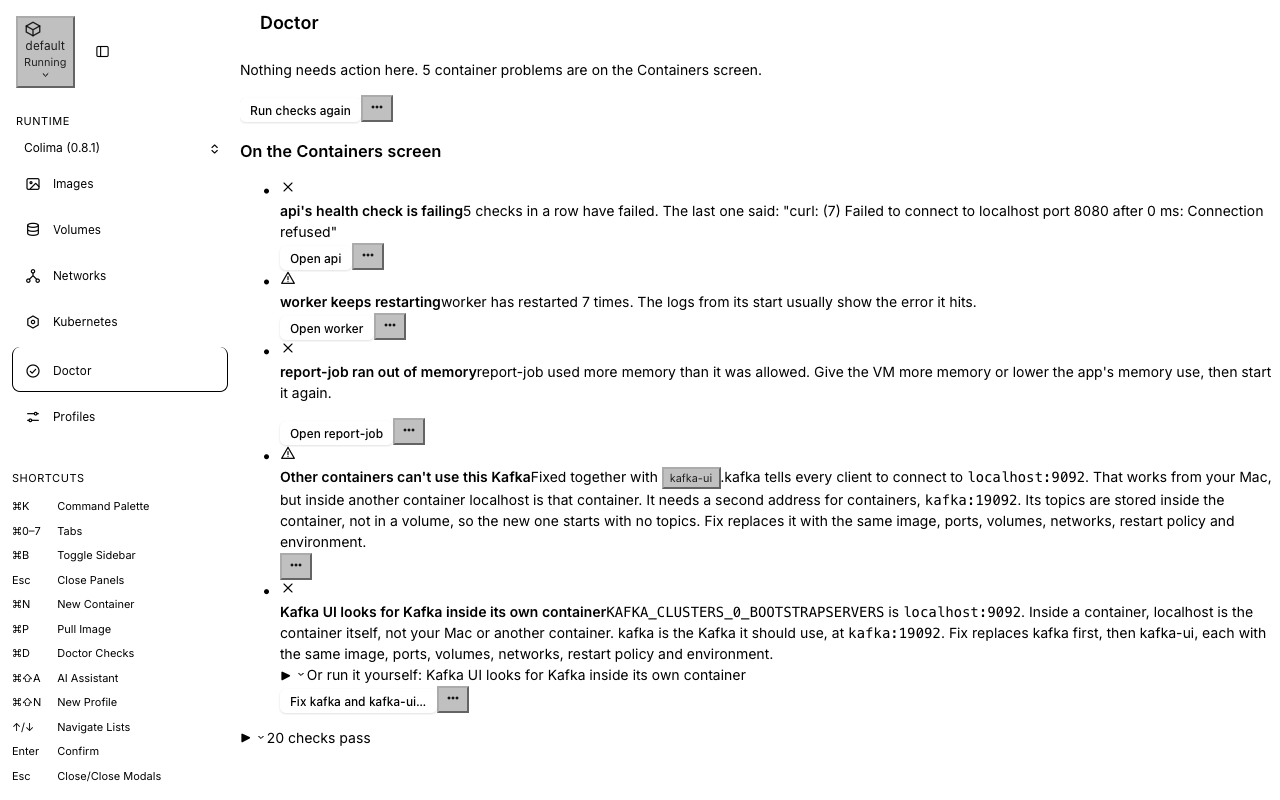 default
Running
RUNTIME
Colima (0.8.1)
Images
Volumes
Networks
Kubernetes
Doctor
Profiles
SHORTCUTS
⌘K Command Palette
⌘0–7 Tabs
⌘B Toggle Sidebar
Esc Close Panels
⌘N New Container
⌘P Pull Image
⌘D Doctor Checks
⌘⇧A AI Assistant
⌘⇧N New Profile
↑/↓ Navigate Lists
Enter Confirm
Esc Close/Close Modals
Doctor
Nothing needs action here. 5 container problems are on the Containers screen.
Run checks again •••
On the Containers screen
api's health check is failing5 checks in a row have failed. The last one said: "curl: (7) Failed to connect to localhost port 8080 after 0 ms: Connection
refused"
Open api •••
worker keeps restartingworker has restarted 7 times. The logs from its start usually show the error it hits.
Open worker •••
report-job ran out of memoryreport-job used more memory than it was allowed. Give the VM more memory or lower the app's memory use, then start
it again.
Open report-job •••
Other containers can't use this KafkaFixed together with kafka-ui.kafka tells every client to connect to localhost:9092. That works from your Mac,
but inside another container localhost is that container. It needs a second address for containers, kafka:19092. Its topics are stored inside the
container, not in a volume, so the new one starts with no topics. Fix replaces it with the same image, ports, volumes, networks, restart policy and
environment.
•••
Kafka UI looks for Kafka inside its own containerKAFKA_CLUSTERS_0_BOOTSTRAPSERVERS is localhost:9092. Inside a container, localhost is the
container itself, not your Mac or another container. kafka is the Kafka it should use, at kafka:19092. Fix replaces kafka first, then kafka-ui, each with
the same image, ports, volumes, networks, restart policy and environment.
Or run it yourself: Kafka UI looks for Kafka inside its own container
Fix kafka and kafka-ui... •••
20 checks pass